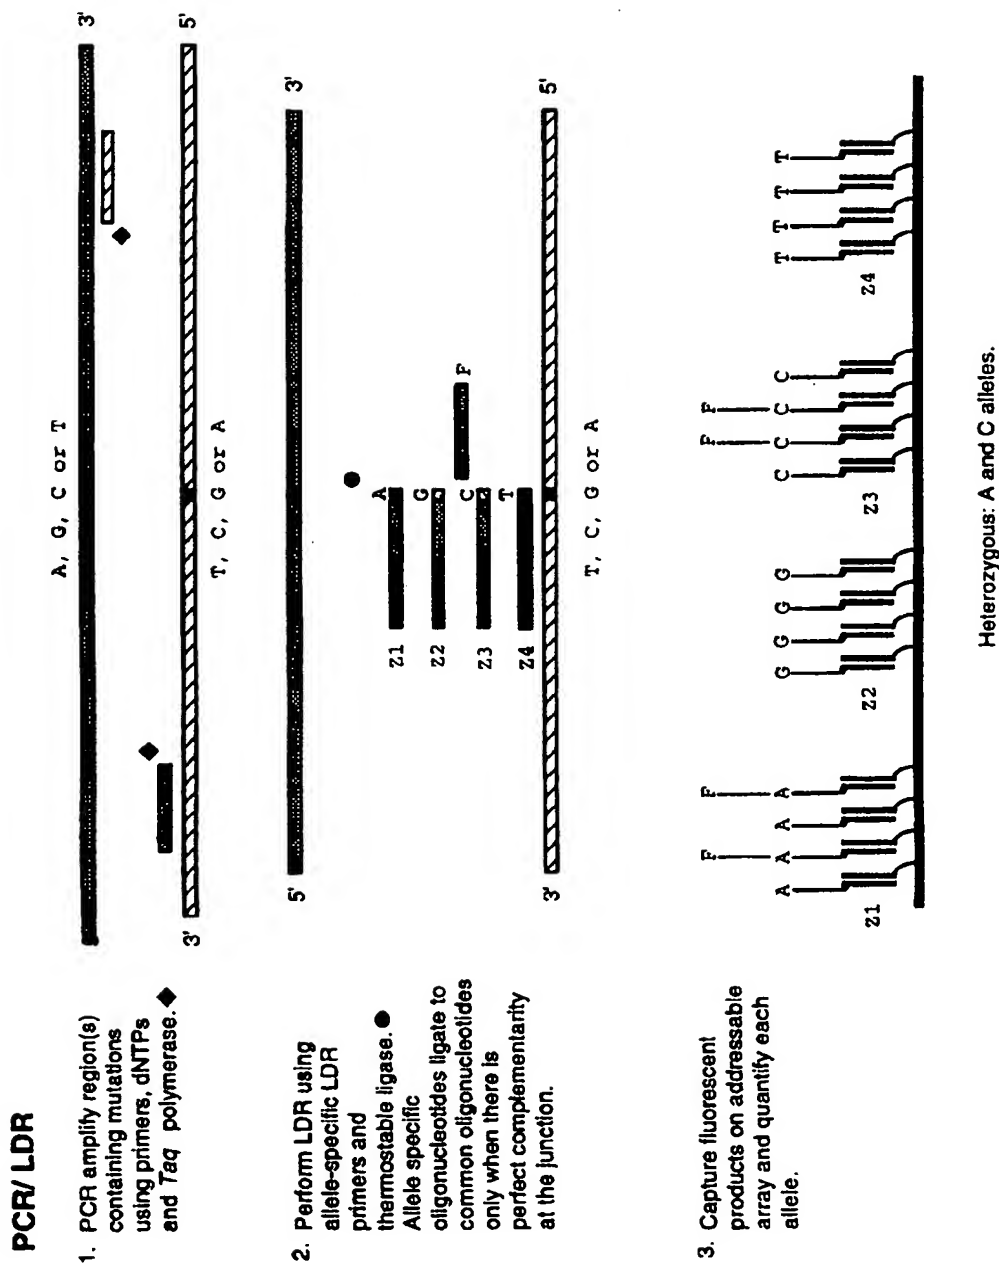 PCR/ LDR
1. PCR amplify region(s)
containing mutations
using primers, dNTPs
and Taq polymerase.
A, G, C or T
3'
3'
5'
T, C, G or A
2. Perform LDR using
allele-specific LDR
primers and
thermostable ligase.
Allele specific
oligonucleotides ligate to
common oligonucleotides
only when there is
perfect complementarity
at the junction.
5'
3'
Z1
A
Z2
G
F
Z3
C
Z4
T
3'
5'
T, C, G or A
3. Capture fluorescent
products on addressable
array and quantify each
allele.
F F F F
A A A A G G G G C C C C T T T T
Z1 Z2 Z3 Z4
Heterozygous: A and C alleles.